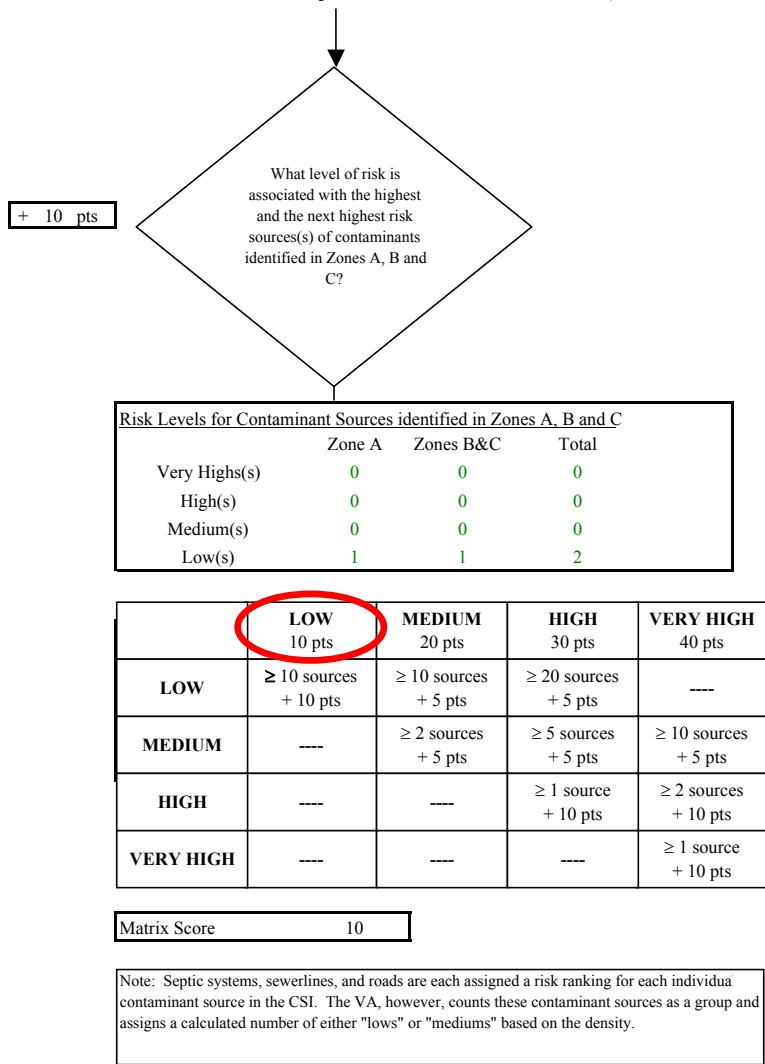 What level of risk is
associated with the highest
and the next highest risk
sources(s) of contaminants
identified in Zones A, B and
C?
+ 10 pts
Risk Levels for Contaminant Sources identified in Zones A, B and C
Zone A Zones B&C Total
Very Highs(s) 0 0 0
High(s) 0 0 0
Medium(s) 0 0 0
Low(s) 1 1 2
LOW MEDIUM HIGH VERY HIGH
10 pts 20 pts 30 pts 40 pts
LOW ≥ 10 sources ≥ 10 sources ≥ 20 sources ----
+ 10 pts + 5 pts + 5 pts
MEDIUM ---- ≥ 2 sources ≥ 5 sources ≥ 10 sources
+ 5 pts + 5 pts + 5 pts
HIGH ---- ---- ≥ 1 source ≥ 2 sources
+ 10 pts + 10 pts
VERY HIGH ---- ---- ---- ≥ 1 source
+ 10 pts
Matrix Score 10
Note: Septic systems, sewerlines, and roads are each assigned a risk ranking for each individua
contaminant source in the CSI. The VA, however, counts these contaminant sources as a group and
assigns a calculated number of either "lows" or "mediums" based on the density.